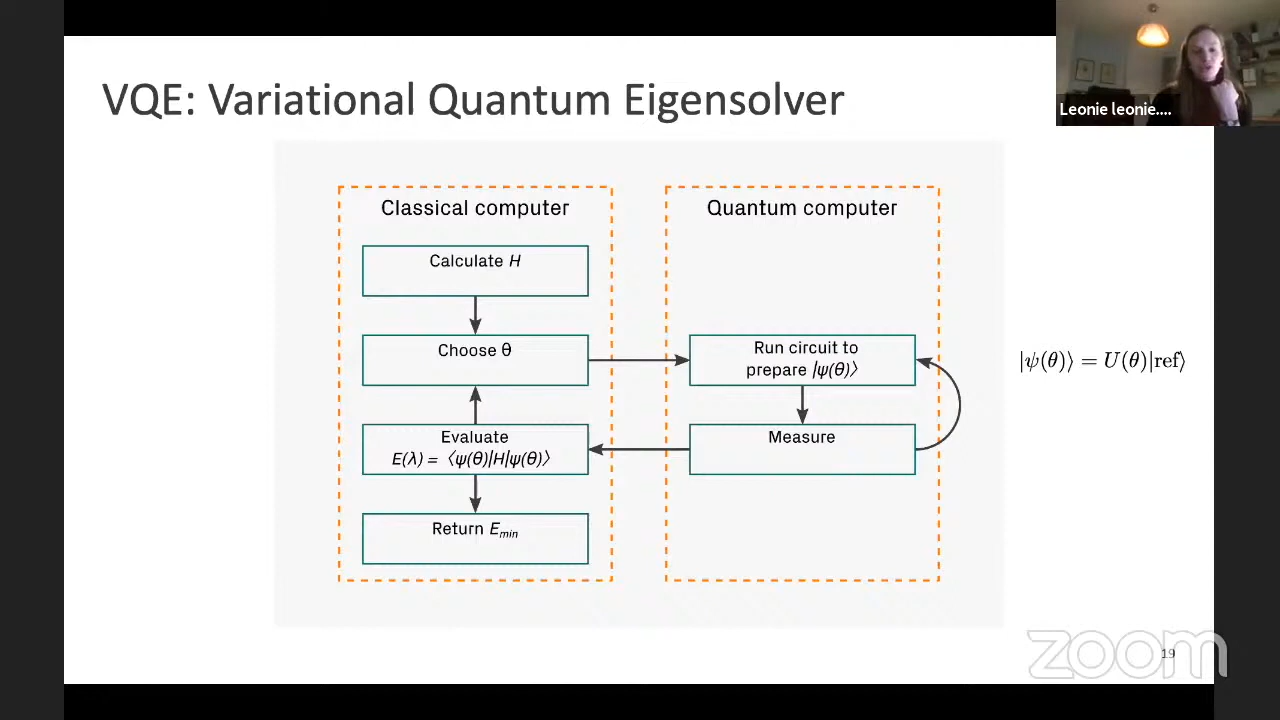 VQE: Variational Quantum Eigensolver
Leonie leonie....
Classical computer
Quantum computer
Calculate H
Choose θ
Run circuit to
prepare |ψ(θ)⟩
|ψ(θ)⟩ = U(θ)|ref⟩
Evaluate
E(λ) = ⟨ψ(θ)|H|ψ(θ)⟩
Measure
Return Emin
zoom
19